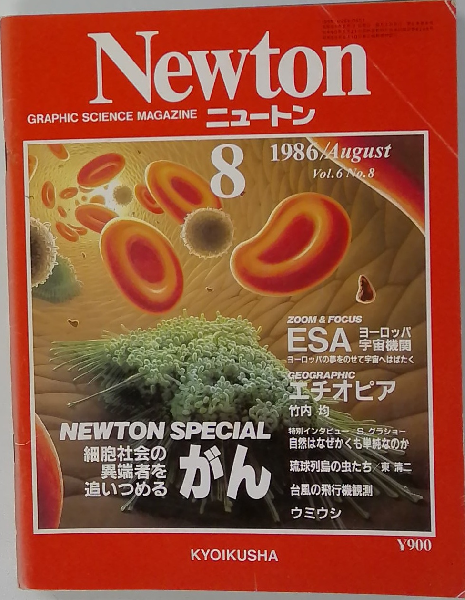 Newton
GRAPHIC SCIENCE MAGAZINE ニュートン
8
1986/August
Vol.6 No.8
ZOOM & FOCUS
ESA ヨーロッパ
宇宙機関
ヨーロッパの夢をのせて宇宙へはばたく
GEOGRAPHIC
エチオピア
竹内 均
特別インタビュー S.グラショー
自然はなぜかくも単純なのか
琉球列島の虫たち 東 清二
台風の飛行機観測
ウミウシ
NEWTON SPECIAL
細胞社会の
異端者を
追いつめる
がん
¥900
KYOIKUSHA